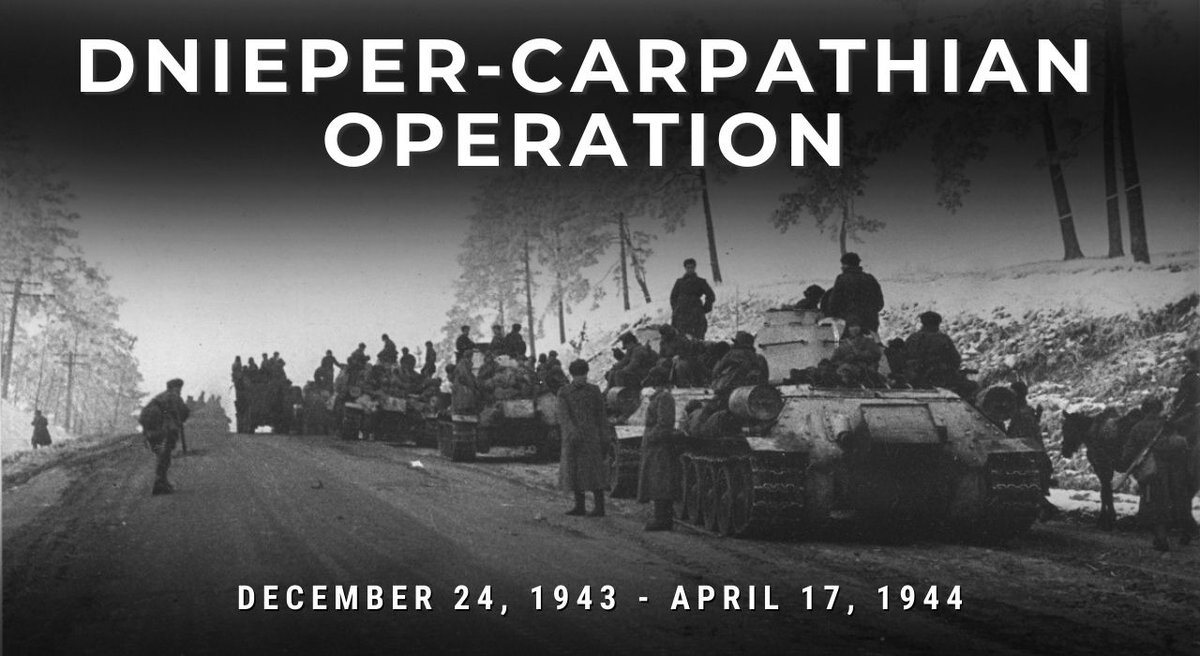 DNIEPER-CARPATHIAN
OPERATION
DECEMBER 24, 1943 - APRIL 17, 1944